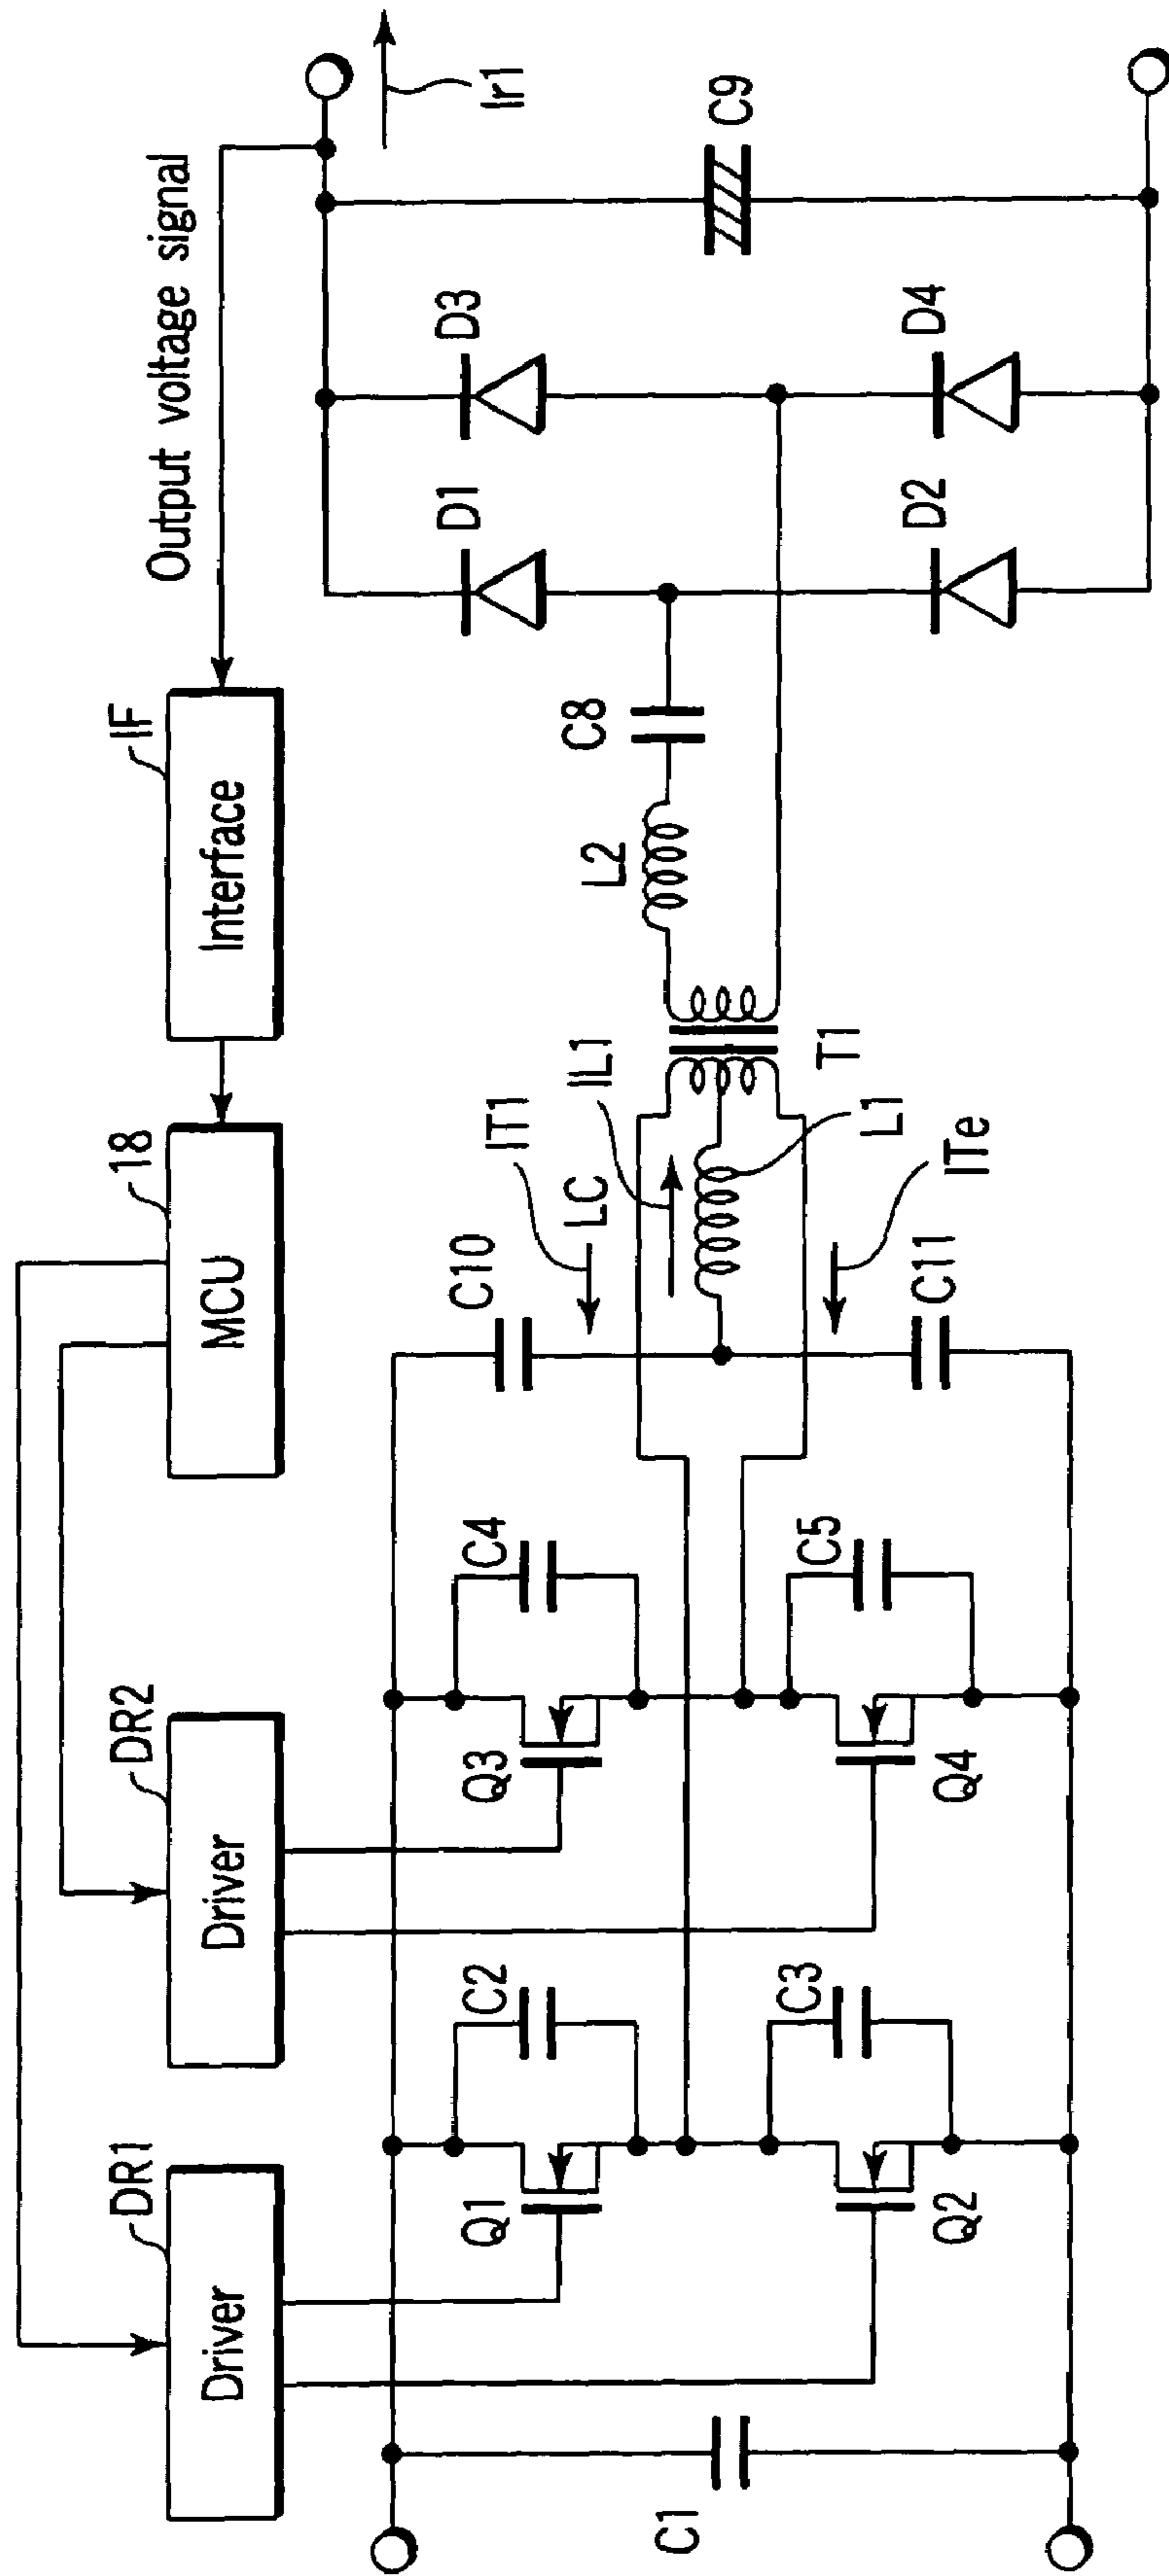 Output voltage signal
DR1
DR2
18
IF
Driver
Driver
MCU
Interface
Ir1
C2
C4
C10
IT1
LC
IL1
D1
D3
Q1
Q3
C1
L2
C8
C9
T1
L1
C3
C5
C11
ITe
D2
D4
Q2
Q4